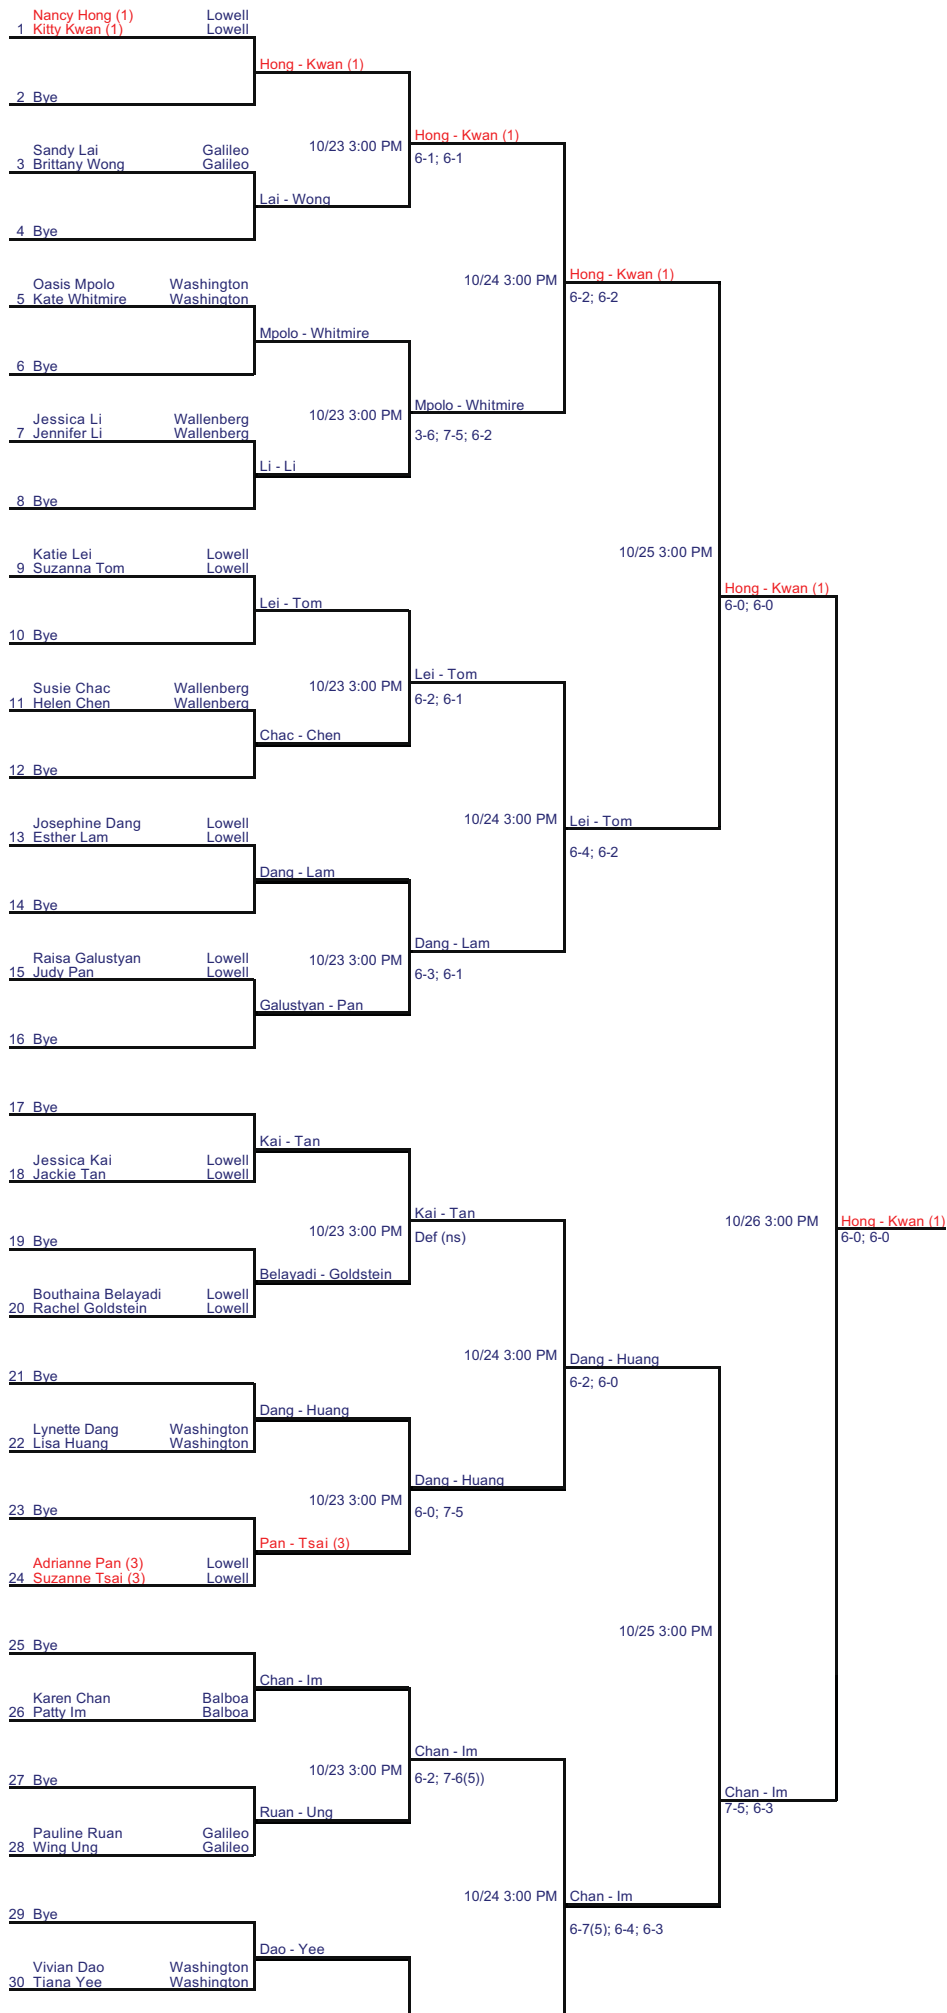 Nancy Hong (1) Lowell
1 Kitty Kwan (1) Lowell
Hong - Kwan (1)
2 Bye
Hong - Kwan (1)
10/23 3:00 PM
6-1; 6-1
Sandy Lai Galileo
3 Brittany Wong Galileo
Lai - Wong
4 Bye
Hong - Kwan (1)
10/24 3:00 PM
6-2; 6-2
Oasis Mpolo Washington
5 Kate Whitmire Washington
Mpolo - Whitmire
6 Bye
Mpolo - Whitmire
10/23 3:00 PM
3-6; 7-5; 6-2
Jessica Li Wallenberg
7 Jennifer Li Wallenberg
Li - Li
8 Bye
10/25 3:00 PM
Hong - Kwan (1)
6-0; 6-0
Katie Lei Lowell
9 Suzanna Tom Lowell
Lei - Tom
10 Bye
Lei - Tom
10/23 3:00 PM
6-2; 6-1
Susie Chac Wallenberg
11 Helen Chen Wallenberg
Chac - Chen
12 Bye
10/24 3:00 PM
Lei - Tom
6-4; 6-2
Josephine Dang Lowell
13 Esther Lam Lowell
Dang - Lam
14 Bye
Dang - Lam
10/23 3:00 PM
6-3; 6-1
Raisa Galustyan Lowell
15 Judy Pan Lowell
Galustyan - Pan
16 Bye
17 Bye
Kai - Tan
Jessica Kai Lowell
18 Jackie Tan Lowell
Kai - Tan
10/23 3:00 PM
Def (ns)
10/26 3:00 PM
Hong - Kwan (1)
6-0; 6-0
19 Bye
Belayadi - Goldstein
Bouthaina Belayadi Lowell
20 Rachel Goldstein Lowell
10/24 3:00 PM
Dang - Huang
6-2; 6-0
21 Bye
Dang - Huang
Lynette Dang Washington
22 Lisa Huang Washington
Dang - Huang
10/23 3:00 PM
6-0; 7-5
23 Bye
Pan - Tsai (3)
Adrianne Pan (3) Lowell
24 Suzanne Tsai (3) Lowell
10/25 3:00 PM
25 Bye
Chan - Im
Karen Chan Balboa
26 Patty Im Balboa
Chan - Im
10/23 3:00 PM
6-2; 7-6(5))
27 Bye
Chan - Im
7-5; 6-3
Ruan - Ung
Pauline Ruan Galileo
28 Wing Ung Galileo
10/24 3:00 PM
Chan - Im
6-7(5); 6-4; 6-3
29 Bye
Dao - Yee
Vivian Dao Washington
30 Tiana Yee Washington